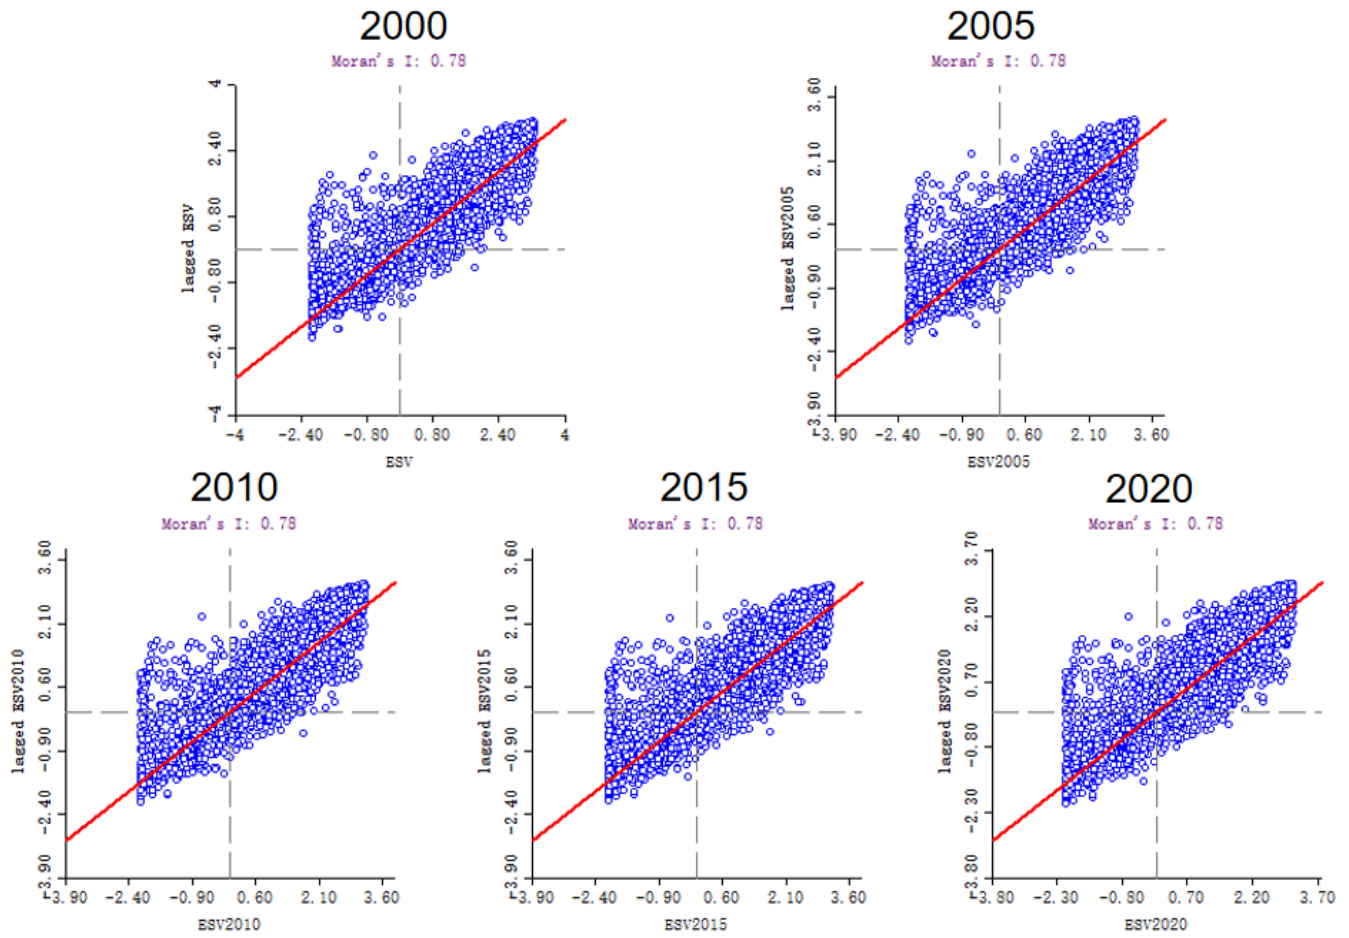 2000
Moran's I: 0.78
4
2.40
0.80
-0.80
-2.40
-4
lagged ESV
-4 -2.40 -0.80 0.80 2.40 4
ESV
2005
Moran's I: 0.78
3.60
2.10
0.60
-0.90
-2.40
-3.90
lagged ESV2005
-3.90 -2.40 -0.90 0.60 2.10 3.60
ESV2005
2010
Moran's I: 0.78
3.60
2.10
0.60
-0.90
-2.40
-3.90
lagged ESV2010
-3.90 -2.40 -0.90 0.60 2.10 3.60
ESV2010
2015
Moran's I: 0.78
3.60
2.10
0.60
-0.90
-2.40
-3.90
lagged ESV2015
-3.90 -2.40 -0.90 0.60 2.10 3.60
ESV2015
2020
Moran's I: 0.78
3.70
2.20
0.70
-0.80
-2.30
-3.80
lagged ESV2020
-3.80 -2.30 -0.80 0.70 2.20 3.70
ESV2020